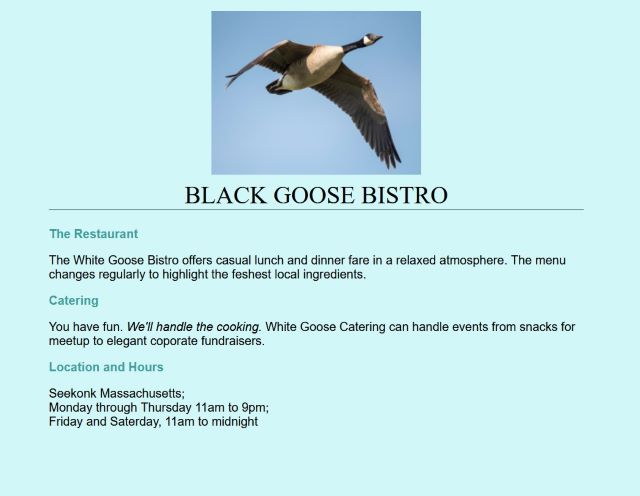 BLACK GOOSE BISTRO
The Restaurant
The White Goose Bistro offers casual lunch and dinner fare in a relaxed atmosphere. The menu
changes regularly to highlight the feshest local ingredients.
Catering
You have fun. We'll handle the cooking. White Goose Catering can handle events from snacks for
meetup to elegant coporate fundraisers.
Location and Hours
Seekonk Massachusetts;
Monday through Thursday 11am to 9pm;
Friday and Saterday, 11am to midnight